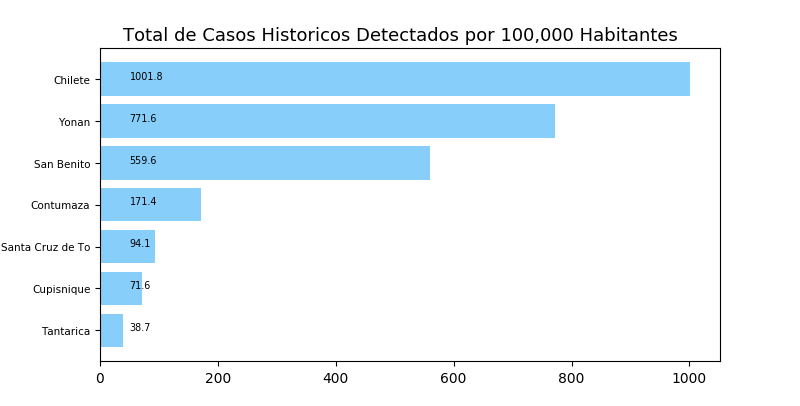 Total de Casos Historicos Detectados por 100,000 Habitantes
Chilete 1001.8
Yonan 771.6
San Benito 559.6
Contumaza 171.4
Santa Cruz de To 94.1
Cupisnique 71.6
Tantarica 38.7
0 200 400 600 800 1000